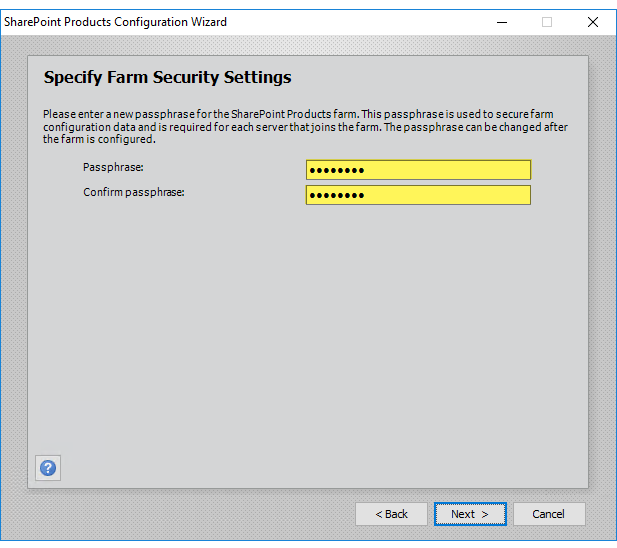 SharePoint Products Configuration Wizard
Specify Farm Security Settings
Please enter a new passphrase for the SharePoint Products farm. This passphrase is used to secure farm
configuration data and is required for each server that joins the farm. The passphrase can be changed after
the farm is configured.
Passphrase: ●●●●●●●●
Confirm passphrase: ●●●●●●●●
?
< Back Next > Cancel